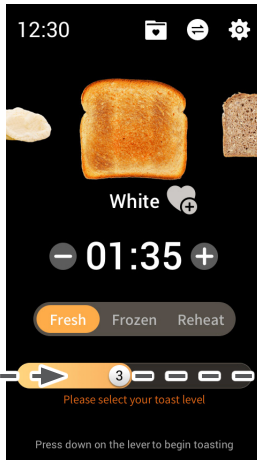 12:30
White
01:35
Fresh Frozen Reheat
3
Please select your toast level
Press down on the lever to begin toasting